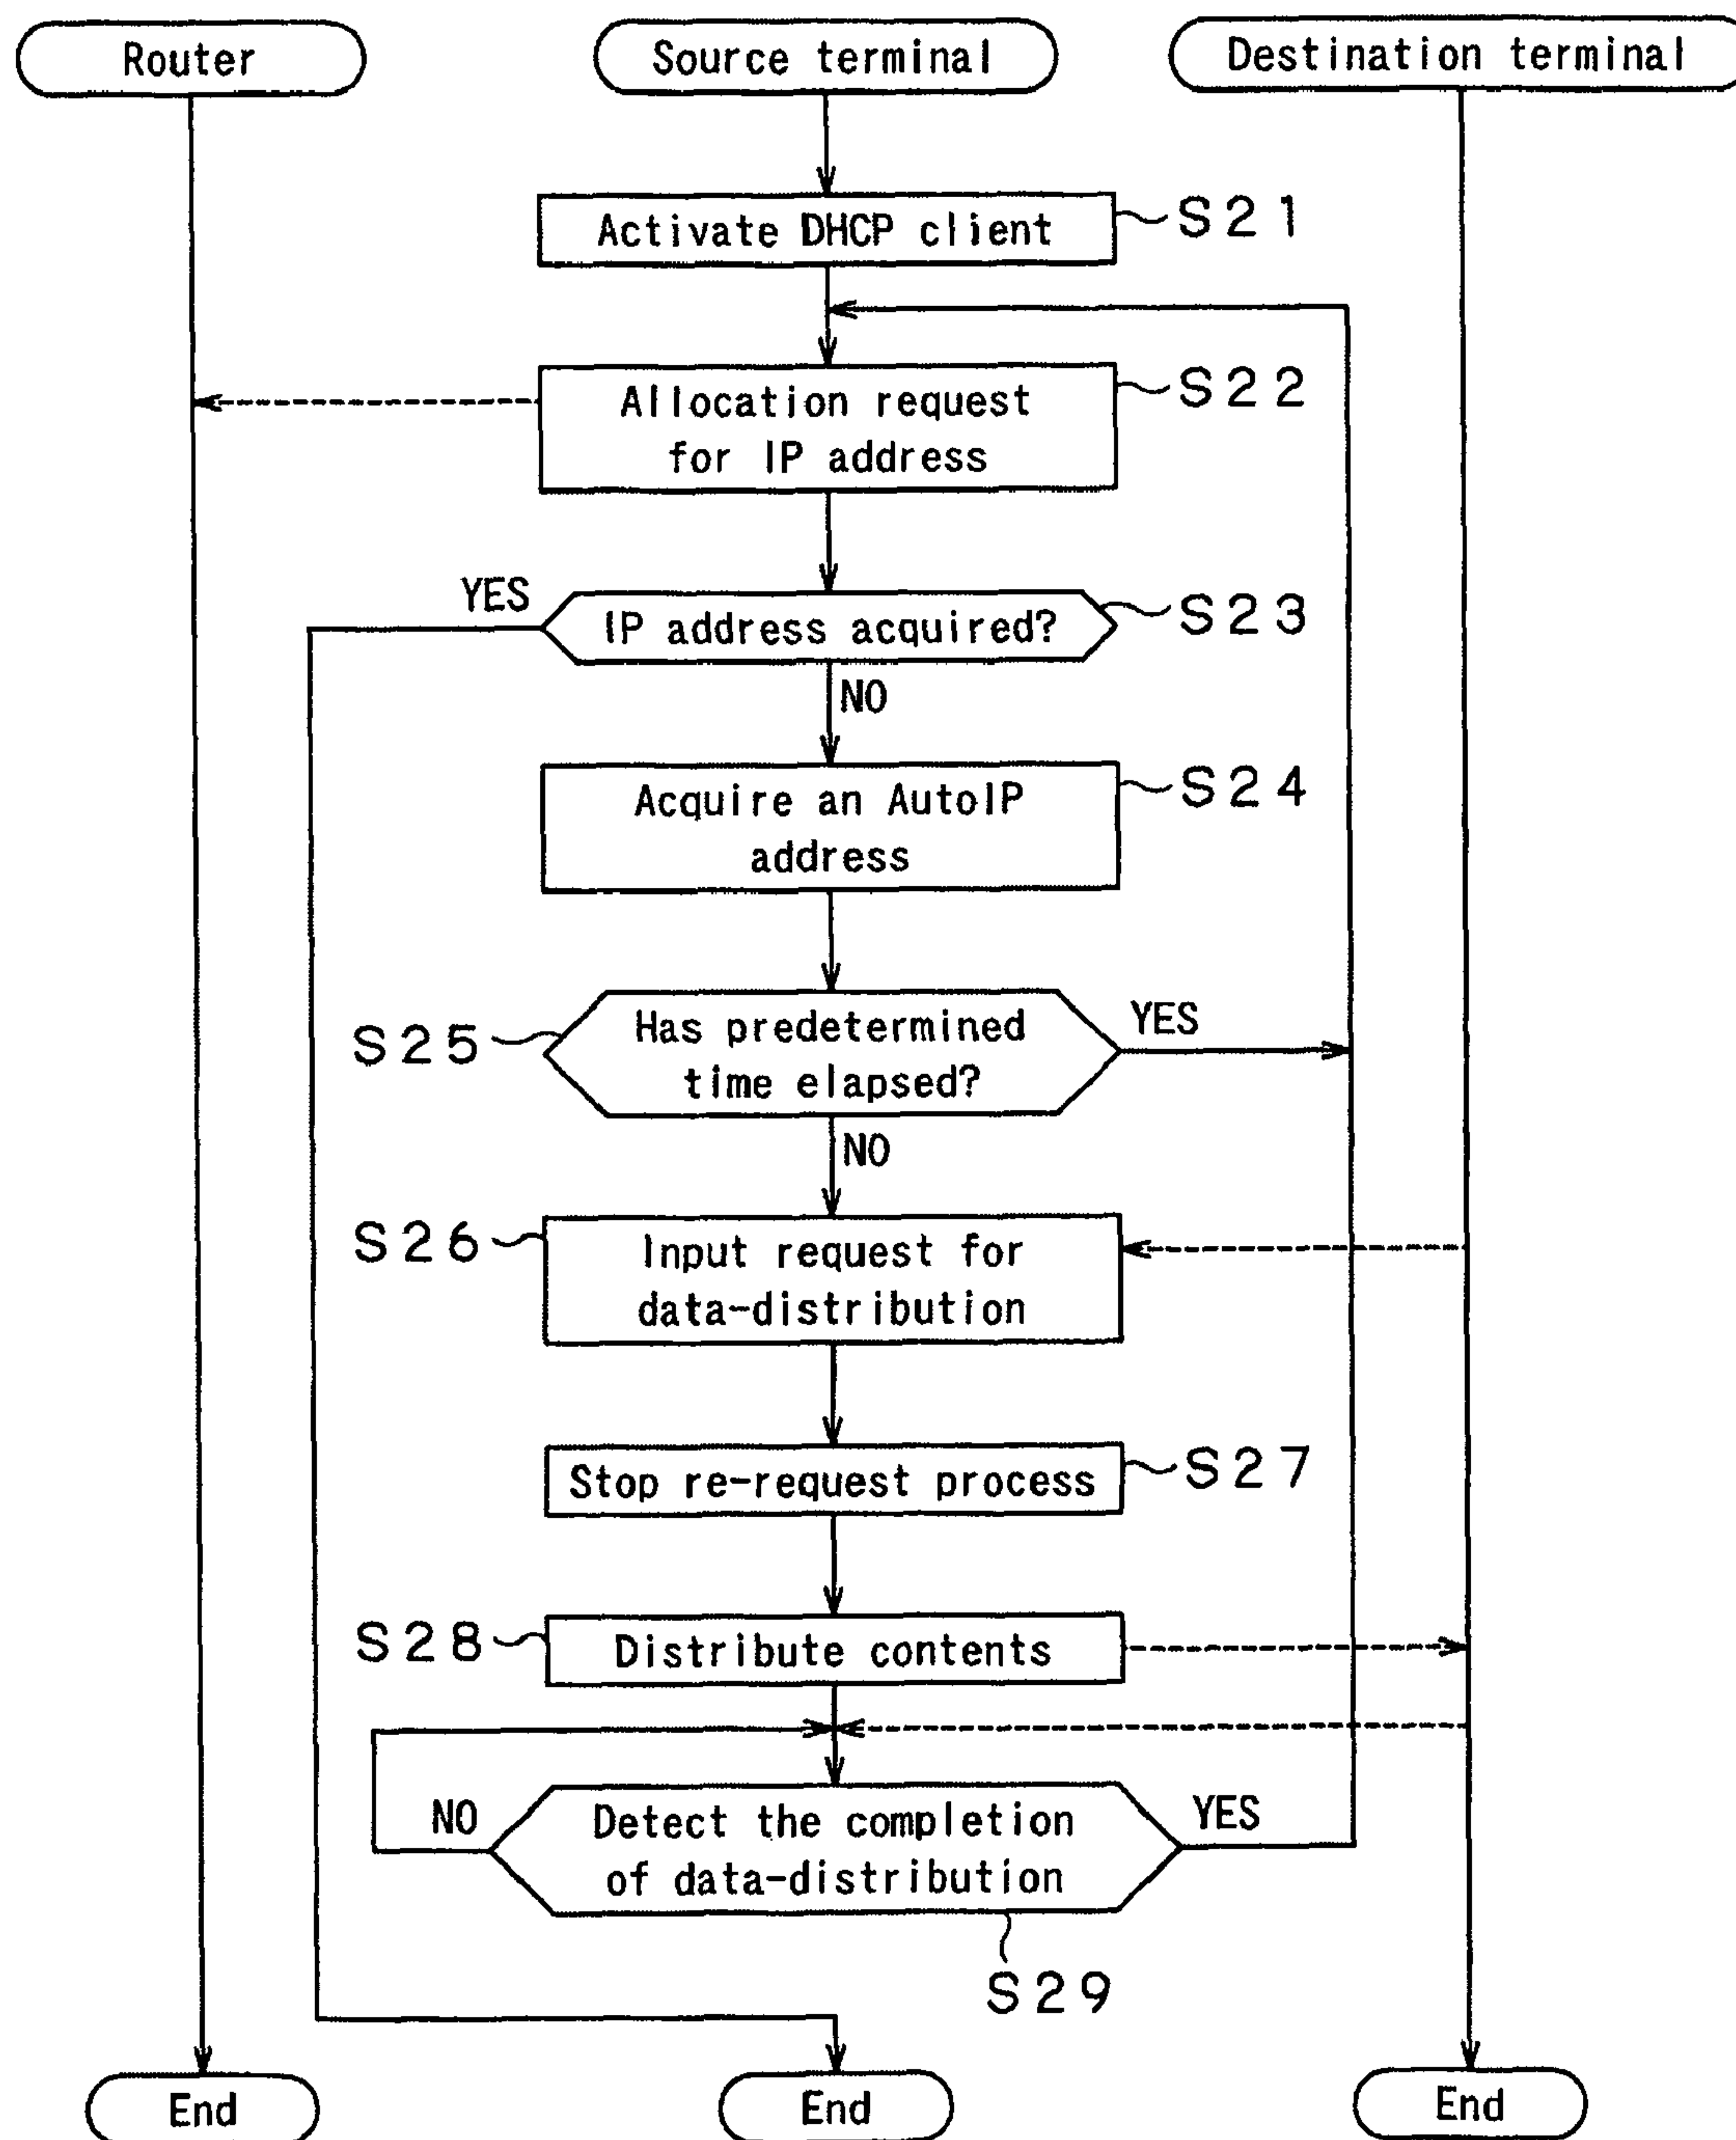 Router
Source terminal
Destination terminal
Activate DHCP client
S21
Allocation request
for IP address
S22
YES
IP address acquired?
S23
NO
Acquire an AutoIP
address
S24
S25
Has predetermined
time elapsed?
YES
NO
S26
Input request for
data-distribution
Stop re-request process
S27
S28
Distribute contents
NO
Detect the completion
of data-distribution
YES
S29
End
End
End